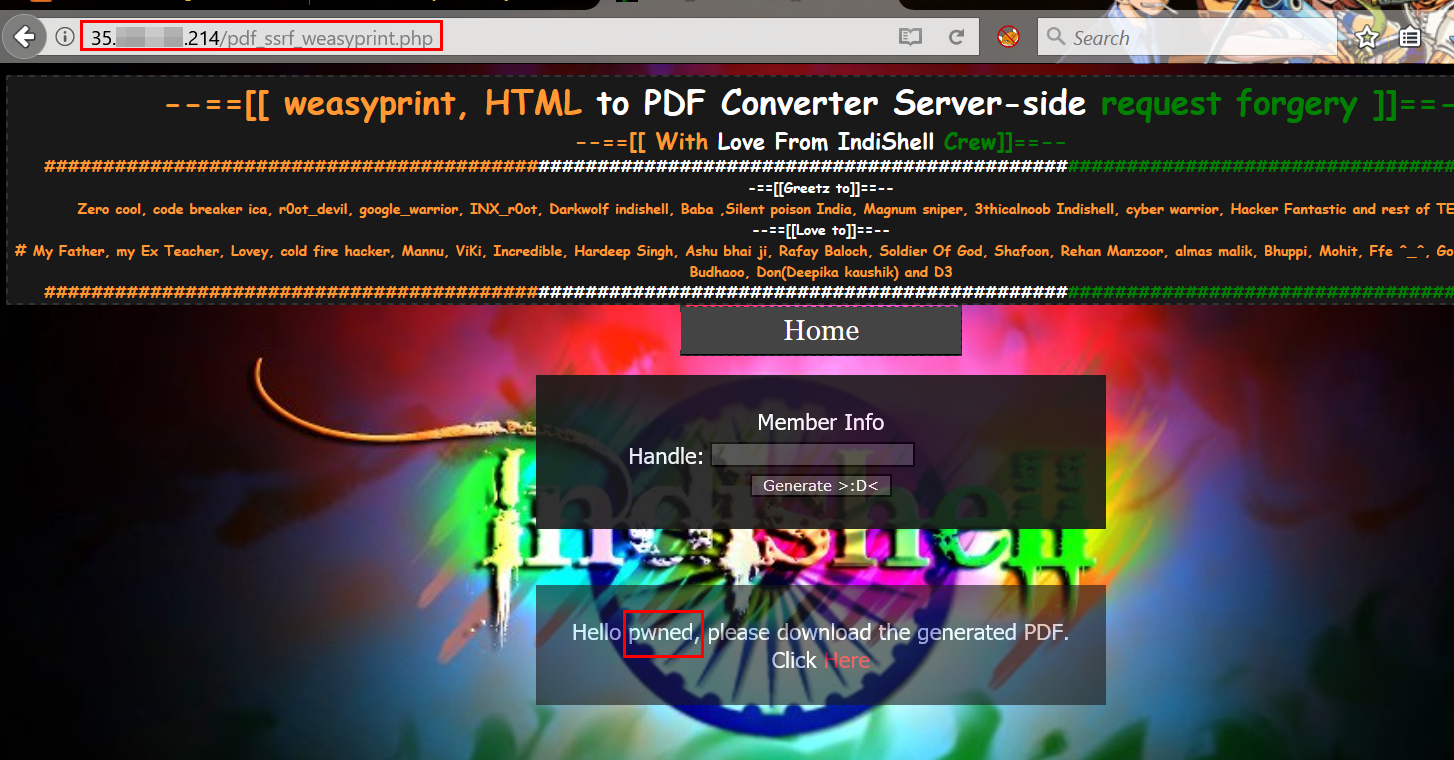 35. .214/pdf_ssrf_weasyprint.php
Search
--==[[ weasyprint, HTML to PDF Converter Server-side request forgery ]]==-
--==[[ With Love From IndiShell Crew]]==--
-==[[Greetz to]]==--
Zero cool, code breaker ica, r0ot_devil, google_warrior, INX_r0ot, Darkwolf indishell, Baba ,Silent poison India, Magnum sniper, 3thicalnoob Indishell, cyber warrior, Hacker Fantastic and rest of TE
--==[[Love to]]==--
# My Father, my Ex Teacher, Lovey, cold fire hacker, Mannu, ViKi, Incredible, Hardeep Singh, Ashu bhai ji, Rafay Baloch, Soldier Of God, Shafoon, Rehan Manzoor, almas malik, Bhuppi, Mohit, Ffe ^_^, Go
Budhaoo, Don(Deepika kaushik) and D3
Home
Member Info
Handle:
Generate >:D<
Indishell
Hello pwned, please download the generated PDF.
Click Here